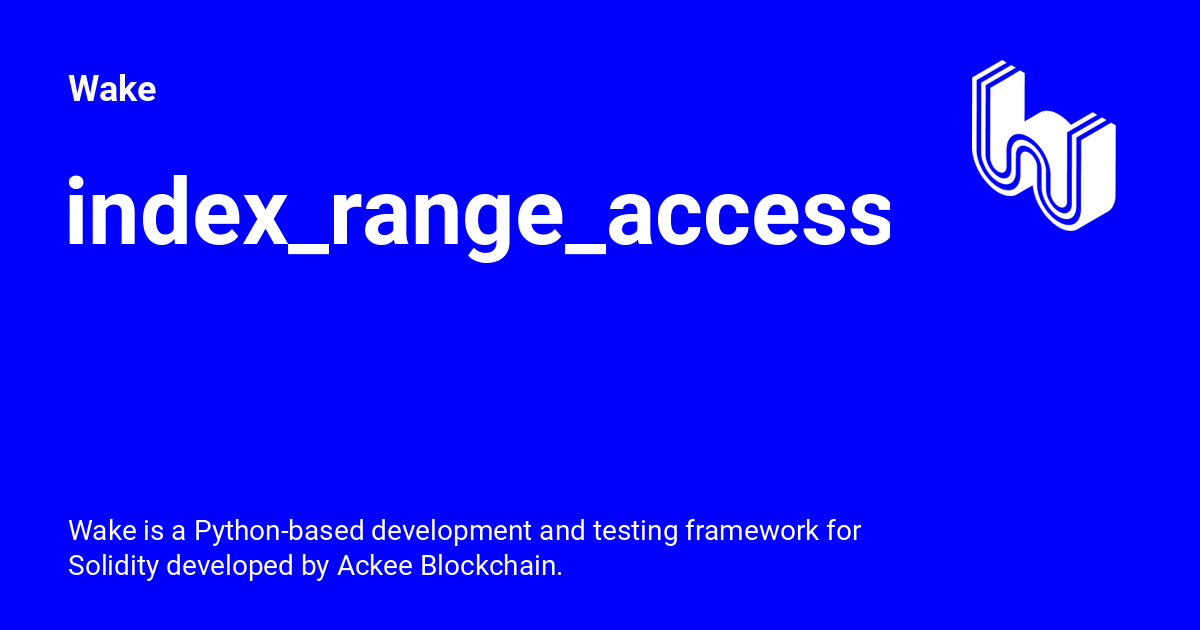 Wake
index_range_access
Wake is a Python-based development and testing framework for
Solidity developed by Ackee Blockchain.